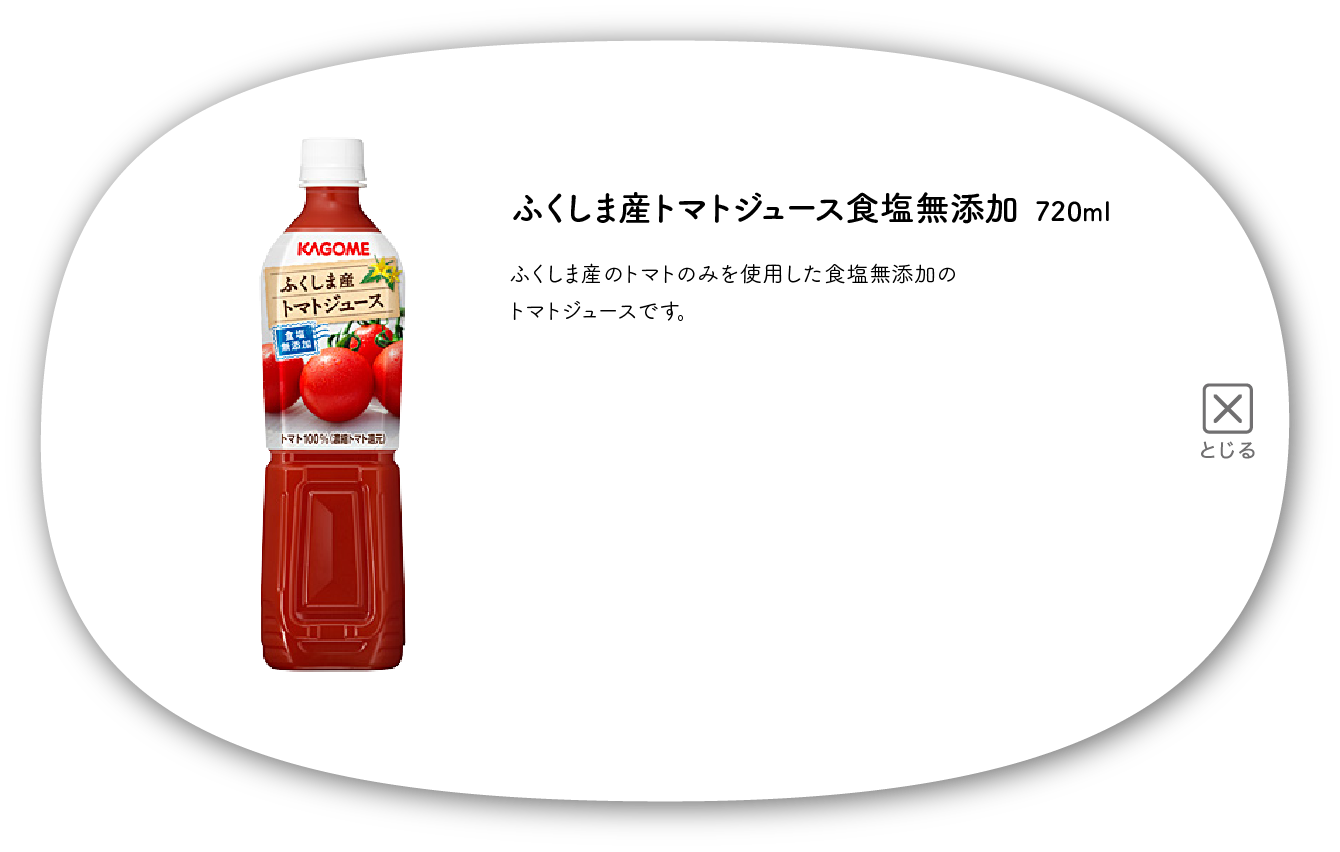 ふくしま産トマトジュース食塩無添加 720ml
ふくしま産のトマトのみを使用した食塩無添加の
トマトジュースです。
KAGOME
ふくしま産
トマトジュース
食塩
無添加
トマト100%(濃縮トマト還元)
とじる